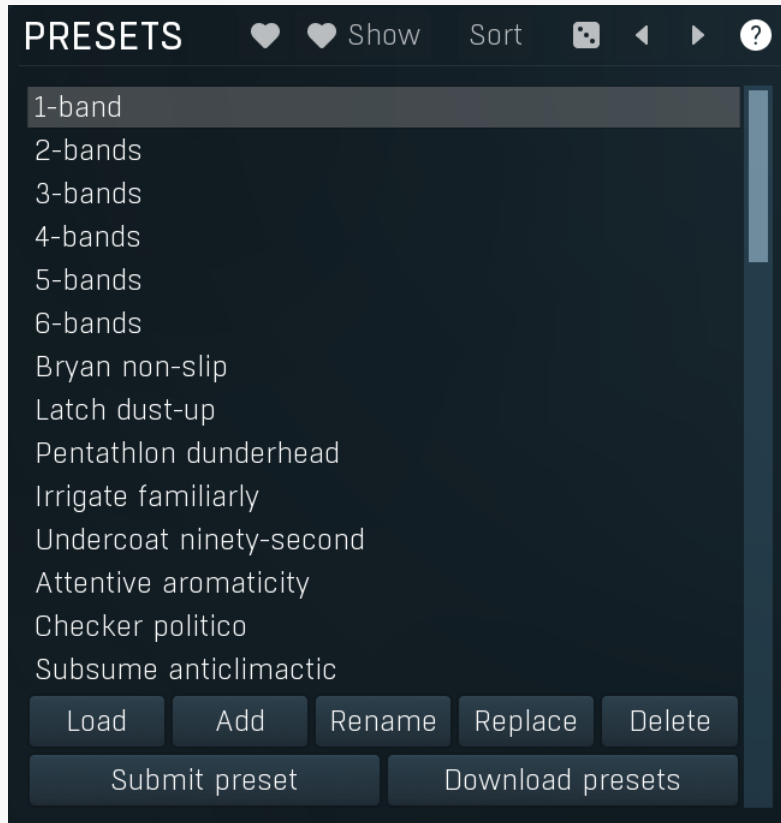 PRESETS Show Sort ?
1-band
2-bands
3-bands
4-bands
5-bands
6-bands
Bryan non-slip
Latch dust-up
Pentathlon dunderhead
Irrigate familiarly
Undercoat ninety-second
Attentive aromaticity
Checker politico
Subsume anticlimactic
Load Add Rename Replace Delete
Submit preset Download presets